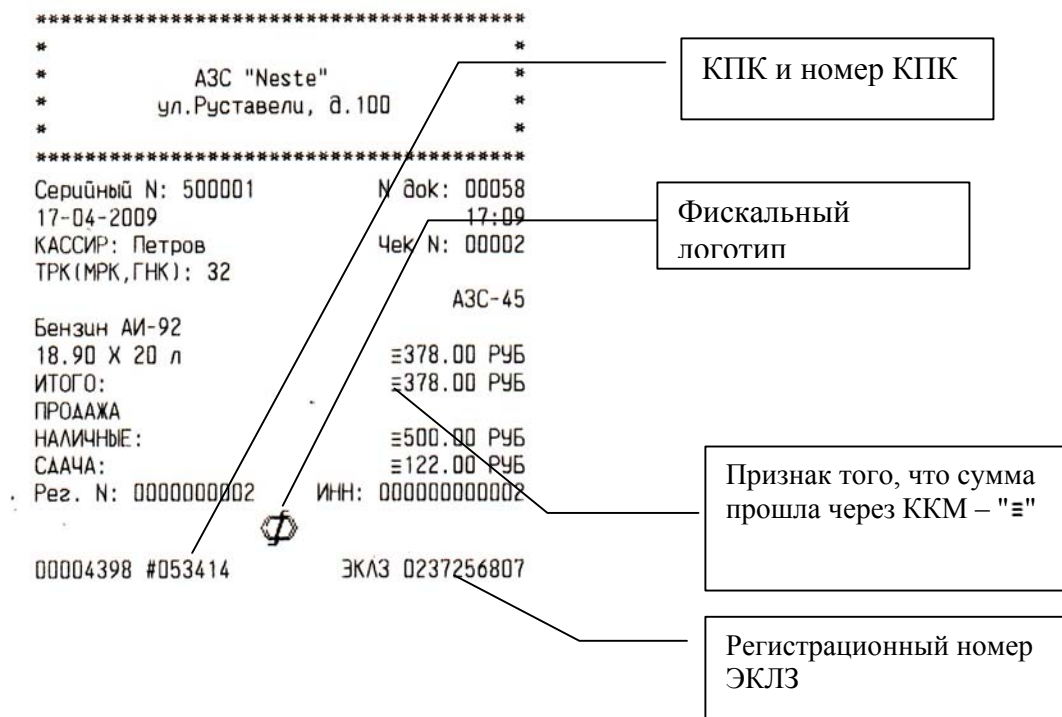 ****************************************
* *
* АЗС "Neste" *
* ул.Руставели, д.100 *
* *
****************************************
Серийный N: 500001 N док: 00058
17-04-2009 17:09
КАССИР: Петров Чек N: 00002
ТРК(МРК,ГНК): 32
АЗС-45
Бензин АИ-92
18.90 X 20 л ≡378.00 РУБ
ИТОГО: ≡378.00 РУБ
ПРОДАЖА
НАЛИЧНЫЕ: ≡500.00 РУБ
СДАЧА: ≡122.00 РУБ
Рег. N: 0000000002 ИНН: 000000000002
Ф
00004398 #053414 ЭКЛЗ 0237256807
КПК и номер КПК
Фискальный
логотип
Признак того, что сумма
прошла через ККМ – "≡"
Регистрационный номер
ЭКЛЗ